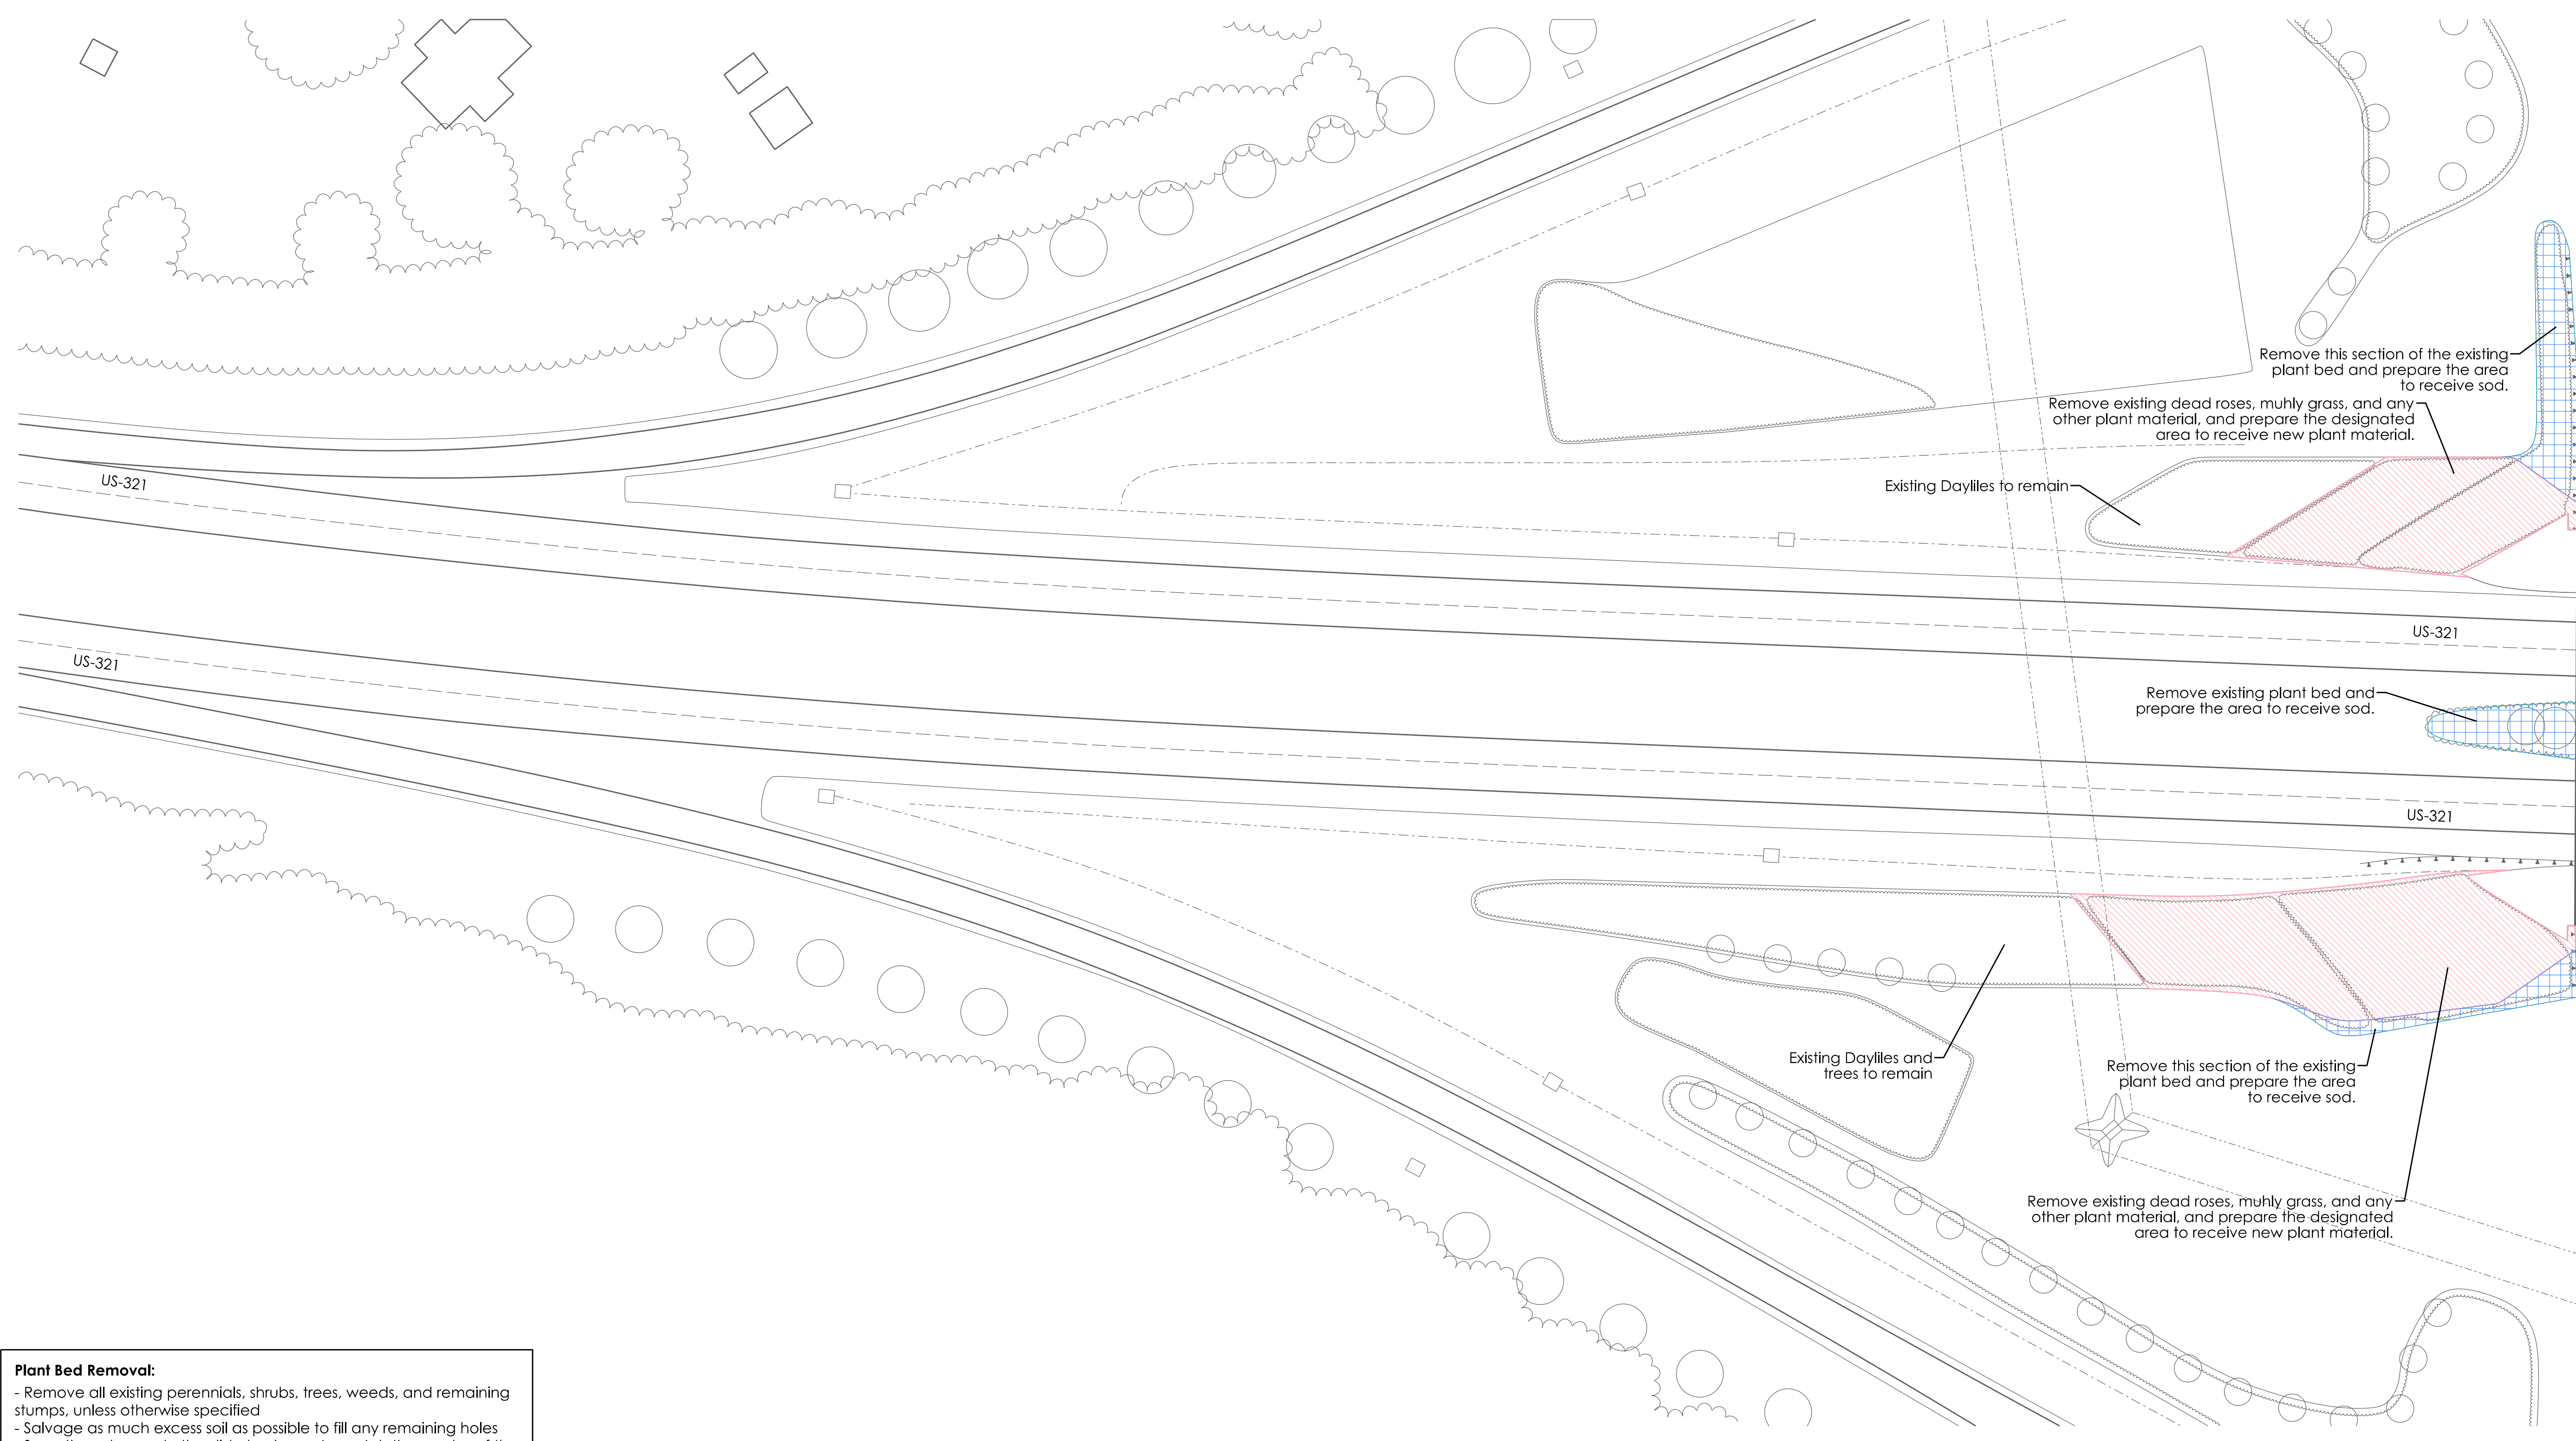 Remove this section of the existing
plant bed and prepare the area
to receive sod.
Remove existing dead roses, muhly grass, and any
other plant material, and prepare the designated
area to receive new plant material.
US-321
Existing Dayliles to remain
US-321
US-321
Remove existing plant bed and
prepare the area to receive sod.
US-321
Existing Dayliles and
trees to remain
Remove this section of the existing
plant bed and prepare the area
to receive sod.
Remove existing dead roses, muhly grass, and any
other plant material, and prepare the designated
area to receive new plant material.
Plant Bed Removal:
- Remove all existing perennials, shrubs, trees, weeds, and remaining
stumps, unless otherwise specified
- Salvage as much excess soil as possible to fill any remaining holes